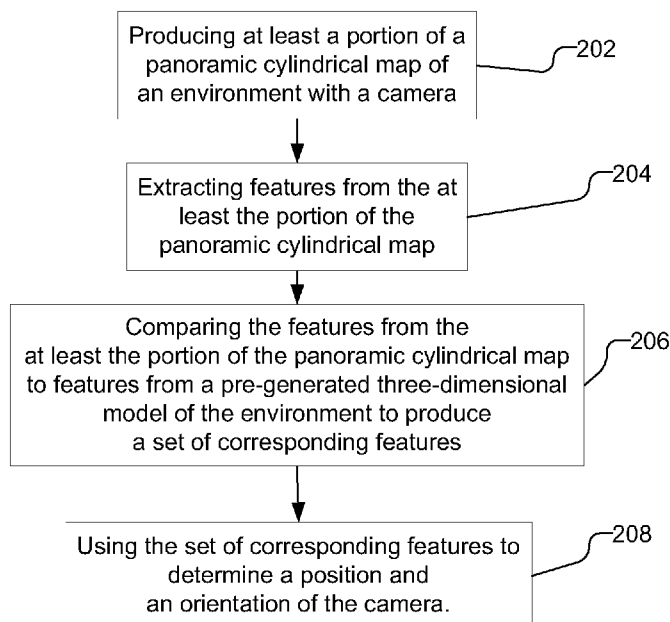 Producing at least a portion of a
panoramic cylindrical map of
an environment with a camera
202
Extracting features from the at
least the portion of the
panoramic cylindrical map
204
Comparing the features from the
at least the portion of the panoramic cylindrical map
to features from a pre-generated three-dimensional
model of the environment to produce
a set of corresponding features
206
Using the set of corresponding features to
determine a position and
an orientation of the camera.
208